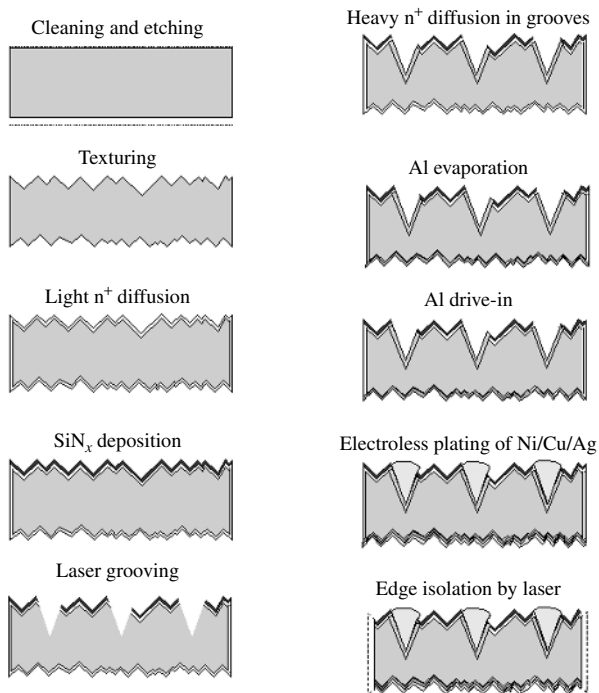 Cleaning and etching
Texturing
Light n⁺ diffusion
SiNₓ deposition
Laser grooving
Heavy n⁺ diffusion in grooves
Al evaporation
Al drive-in
Electroless plating of Ni/Cu/Ag
Edge isolation by laser